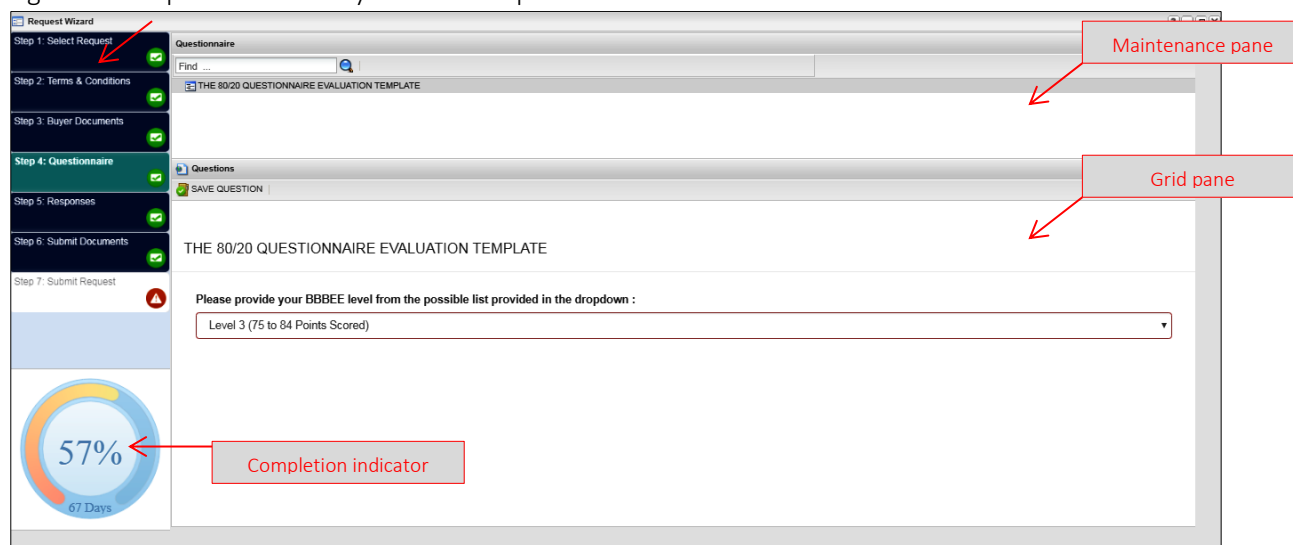 Request Wizard
Step 1: Select Request
Questionnaire
Maintenance pane
Find ...
Step 2: Terms & Conditions
THE 80/20 QUESTIONNAIRE EVALUATION TEMPLATE
Step 3: Buyer Documents
Step 4: Questionnaire
Questions
Grid pane
SAVE QUESTION
Step 5: Responses
Step 6: Submit Documents
THE 80/20 QUESTIONNAIRE EVALUATION TEMPLATE
Step 7: Submit Request
Please provide your BBBEE level from the possible list provided in the dropdown :
Level 3 (75 to 84 Points Scored)
57%
Completion indicator
67 Days